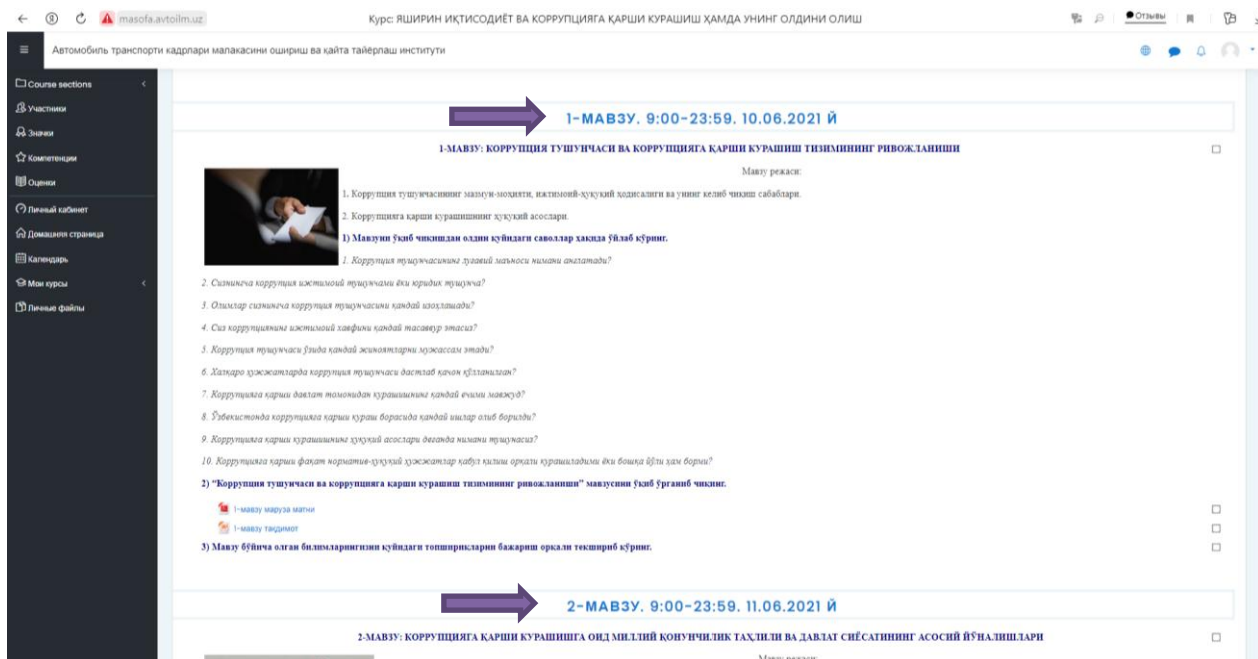 masofa.avtoilm.uz
Курс: ЯШИРИН ИҚТИСОДИЁТ ВА КОРРУПЦИЯГА ҚАРШИ КУРАШИШ ҲАМДА УНИНГ ОЛДИНИ ОЛИШ
Отзывы
Автомобиль транспорти кадрлари малакасини ошириш ва қайта тайёрлаш институти
Course sections
Участники
Значки
Компетенции
Оценки
Личный кабинет
Домашняя страница
Календарь
Мои курсы
Личные файлы
1-МАВЗУ. 9:00-23:59. 10.06.2021 Й
1-МАВЗУ: КОРРУПЦИЯ ТУШУНЧАСИ ВА КОРРУПЦИЯГА ҚАРШИ КУРАШИШ ТИЗИМИНИНГ РИВОЖЛАНИШИ
Мавзу режаси:
1. Коррупция тушунчасининг мазмун-моҳияти, ижтимоий-ҳуқуқий ҳодисалиги ва унинг келиб чиқиш сабаблари.
2. Коррупцияга қарши курашишнинг ҳуқуқий асослари.
1) Мавзуни ўқиб чиқишдан олдин қуйидаги саволлар ҳақида ўйлаб кўринг.
1. Коррупция тушунчасининг луғавий маъноси нимани англатади?
2. Сизнингча коррупция ижтимоий тушунчами ёки юридик тушунча?
3. Олимлар сизнингча коррупция тушунчасини қандай изоҳлашади?
4. Сиз коррупциянинг ижтимоий хавфини қандай тасаввур этасиз?
5. Коррупция тушунчаси ўзида қандай жиноятларни мужассам этади?
6. Халқаро ҳужжатларда коррупция тушунчаси дастлаб қачон қўлланилган?
7. Коррупцияга қарши давлат томонидан курашишнинг қандай ечими мавжуд?
8. Ўзбекистонда коррупцияга қарши кураш борасида қандай ишлар олиб борилди?
9. Коррупцияга қарши курашишнинг ҳуқуқий асослари деганда нимани тушунасиз?
10. Коррупцияга қарши фақат норматив-ҳуқуқий ҳужжатлар қабул қилиш орқали курашиладими ёки бошқа йўли ҳам борми?
2) “Коррупция тушунчаси ва коррупцияга қарши курашиш тизимининг ривожланиши” мавзусини ўқиб ўрганиб чиқинг.
1-мавзу маруза матни
1-мавзу тақдимот
3) Мавзу бўйича олган билимларингизни қуйидаги топшириқларни бажариш орқали текшириб кўринг.
2-МАВЗУ. 9:00-23:59. 11.06.2021 Й
2-МАВЗУ: КОРРУПЦИЯГА ҚАРШИ КУРАШИШГА ОИД МИЛЛИЙ ҚОНУНЧИЛИК ТАҲЛИЛИ ВА ДАВЛАТ СИЁСАТИНИНГ АСОСИЙ ЙЎНАЛИШЛАРИ
Мавзу режаси: